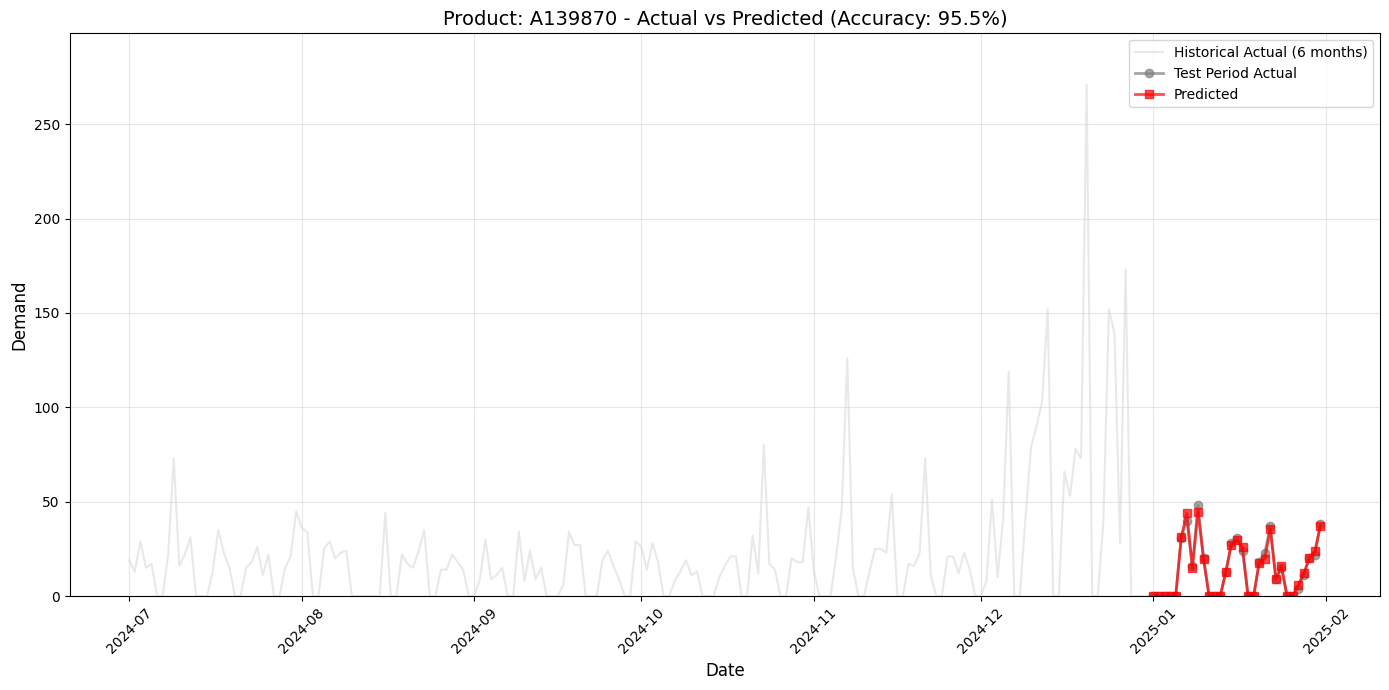 Product: A139870 - Actual vs Predicted (Accuracy: 95.5%)
Historical Actual (6 months)
Test Period Actual
Predicted
Demand
250
200
150
100
50
0
2024-07
2024-08
2024-09
2024-10
2024-11
2024-12
2025-01
2025-02
Date